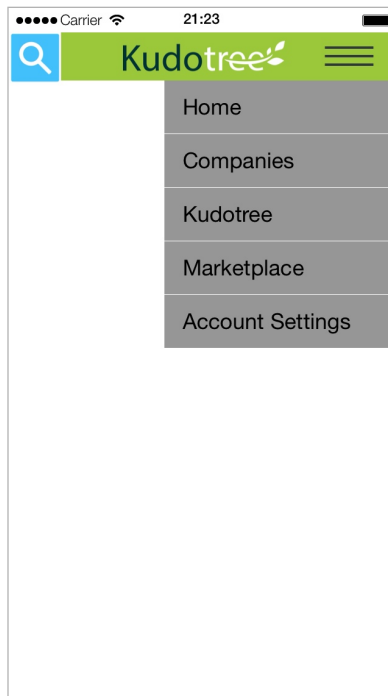 Carrier 21:23
Kudotree
Home
Companies
Kudotree
Marketplace
Account Settings